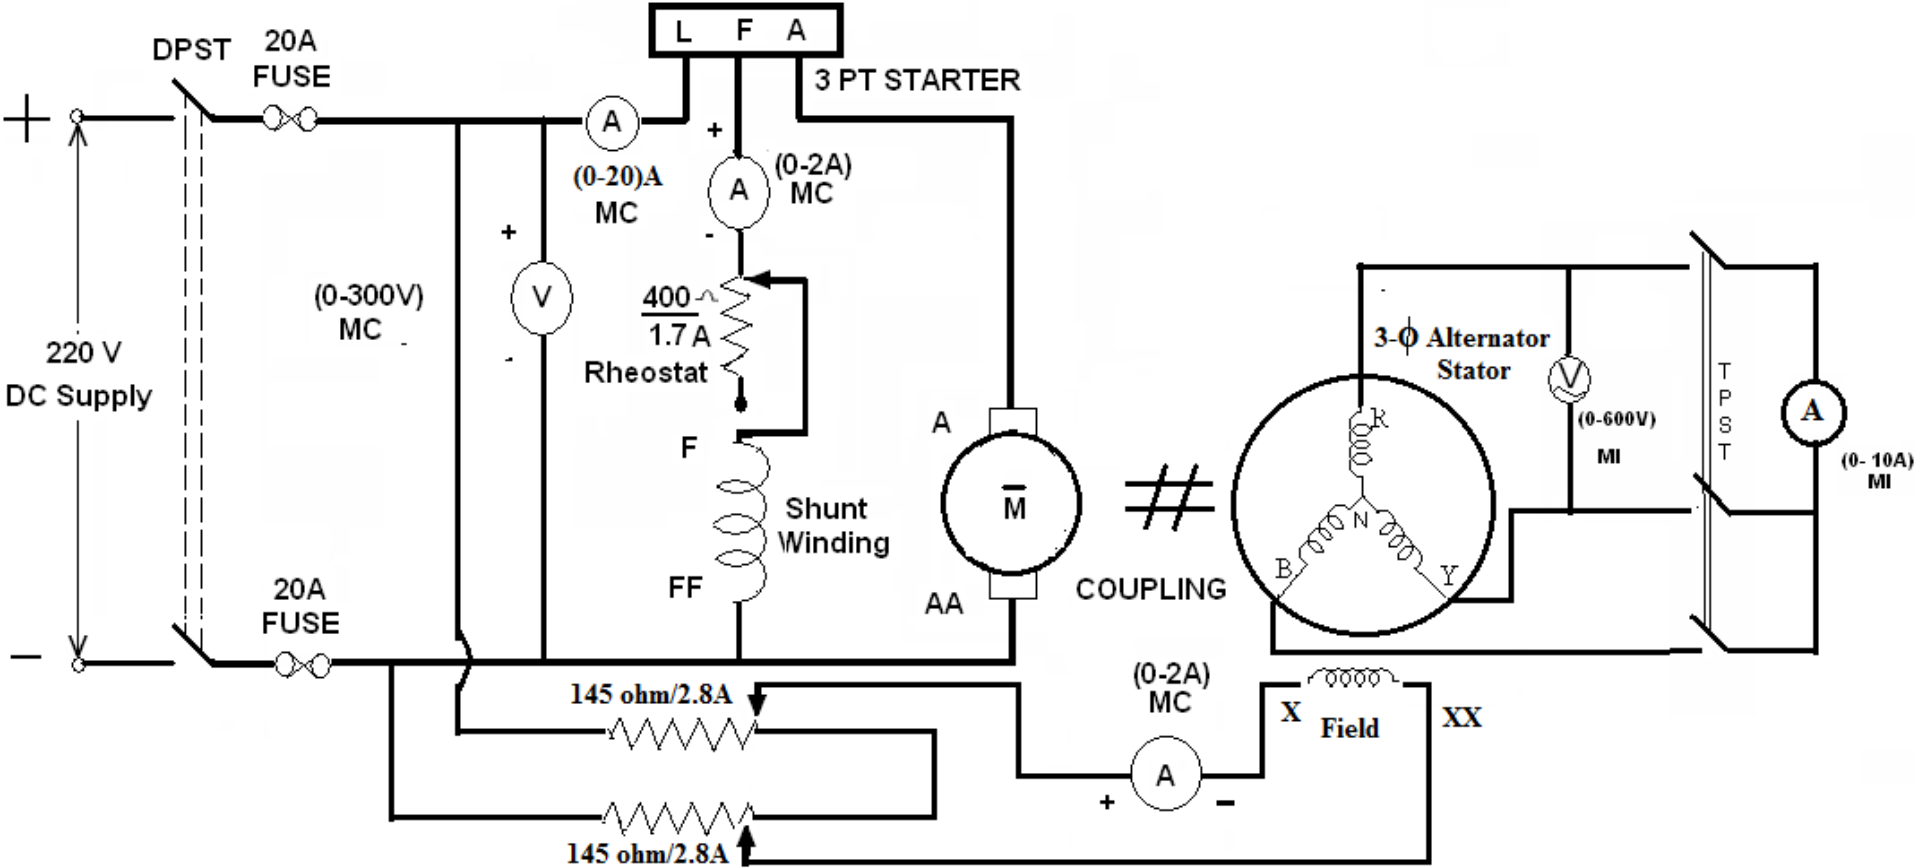 L F A
DPST
20A
FUSE
3 PT STARTER
+
A
(0-20)A
MC
+
A
-
(0-2A)
MC
+
V
-
(0-300V)
MC
220 V
DC Supply
400
1.7 A
Rheostat
F
FF
Shunt
Winding
A
M
AA
COUPLING
3-Φ Alternator
Stator
R
N
B
Y
V
(0-600V)
MI
TPST
A
(0- 10A)
MI
20A
FUSE
-
145 ohm/2.8A
145 ohm/2.8A
(0-2A)
MC
A
+
-
X
Field
XX